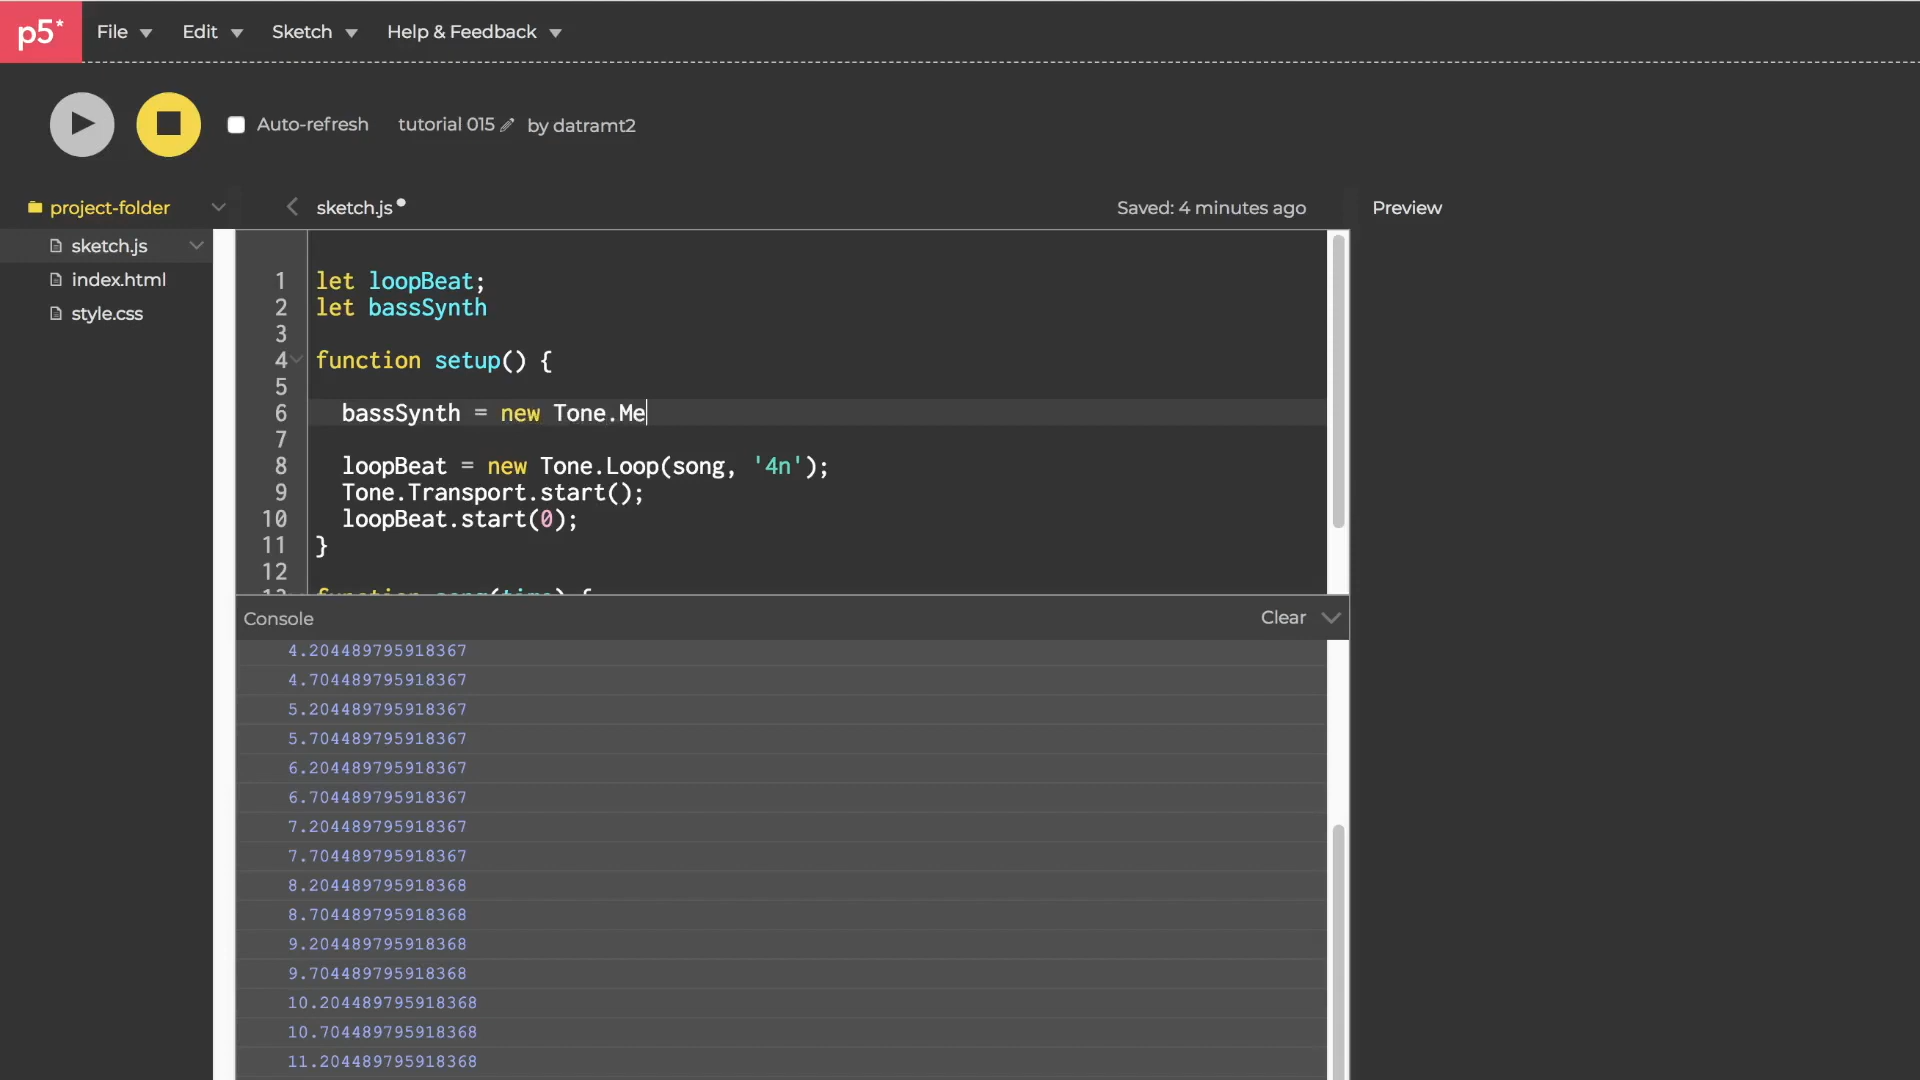 p5* File Edit Sketch Help & Feedback
Auto-refresh tutorial 015 by datramt2
project-folder
sketch.js
index.html
style.css
sketch.js Saved: 4 minutes ago
Preview
1 let loopBeat;
2 let bassSynth
3
4 function setup() {
5
6 bassSynth = new Tone.Me
7
8 loopBeat = new Tone.Loop(song, '4n');
9 Tone.Transport.start();
10 loopBeat.start(0);
11 }
12
13 function song(time) {
Console Clear
4.204489795918367
4.704489795918367
5.204489795918367
5.704489795918367
6.204489795918367
6.704489795918367
7.204489795918367
7.704489795918367
8.204489795918368
8.704489795918368
9.204489795918368
9.704489795918368
10.204489795918368
10.704489795918368
11.204489795918368